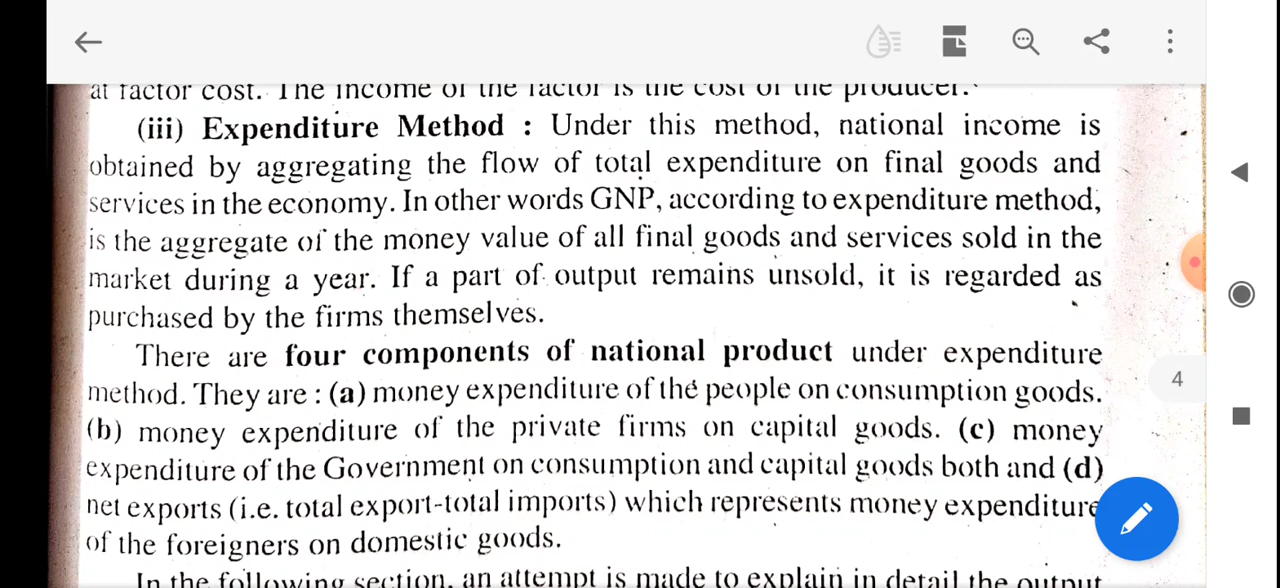 at factor cost. The income of the factor is the cost of the producer.
(iii) Expenditure Method : Under this method, national income is
obtained by aggregating the flow of total expenditure on final goods and
services in the economy. In other words GNP, according to expenditure method,
is the aggregate of the money value of all final goods and services sold in the
market during a year. If a part of output remains unsold, it is regarded as
purchased by the firms themselves.
There are four components of national product under expenditure
method. They are : (a) money expenditure of the people on consumption goods.
(b) money expenditure of the private firms on capital goods. (c) money
expenditure of the Government on consumption and capital goods both and (d)
net exports (i.e. total export-total imports) which represents money expenditure
of the foreigners on domestic goods.
In the following section, an attempt is made to explain in detail the output
4